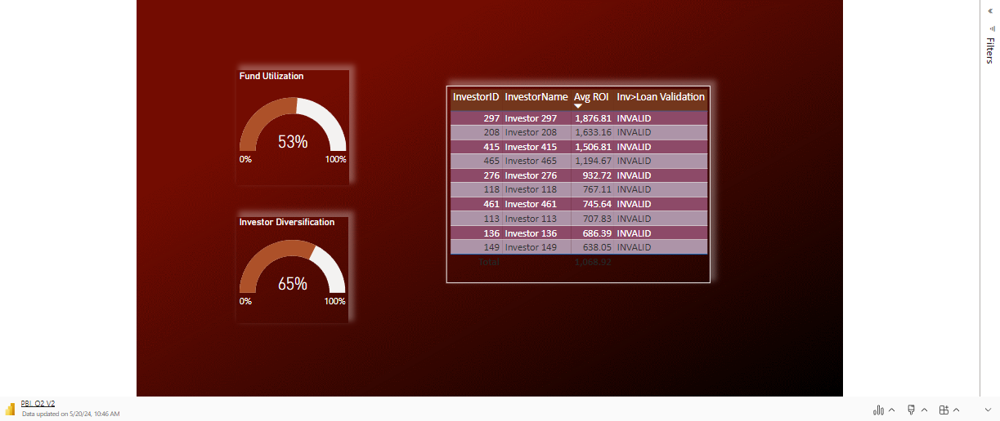 Fund Utilization
53%
0% 100%
Investor Diversification
65%
0% 100%
InvestorID InvestorName Avg ROI Inv>Loan Validation
297 Investor 297 1,876.81 INVALID
208 Investor 208 1,633.16 INVALID
415 Investor 415 1,506.81 INVALID
465 Investor 465 1,194.67 INVALID
276 Investor 276 932.72 INVALID
118 Investor 118 767.11 INVALID
461 Investor 461 745.64 INVALID
113 Investor 113 707.83 INVALID
136 Investor 136 686.39 INVALID
149 Investor 149 638.05 INVALID
Total 1,068.92
Filters
PBI_O2 V2
Data updated on 5/20/24, 10:46 AM